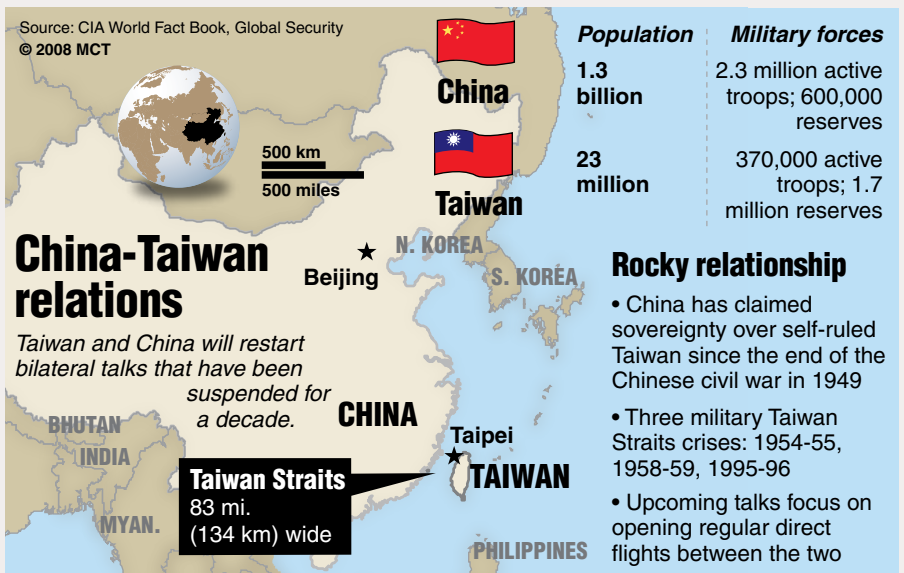 Source: CIA World Fact Book, Global Security
© 2008 MCT
500 km
500 miles
China-Taiwan
relations
Taiwan and China will restart
bilateral talks that have been
suspended for
a decade.
Population
Military forces
China
1.3
billion
2.3 million active
troops; 600,000
reserves
Taiwan
23
million
370,000 active
troops; 1.7
million reserves
N. KOREA
S. KOREA
Beijing
CHINA
BHUTAN
INDIA
MYAN.
Taipei
TAIWAN
PHILIPPINES
Taiwan Straits
83 mi.
(134 km) wide
Rocky relationship
• China has claimed
sovereignty over self-ruled
Taiwan since the end of the
Chinese civil war in 1949
• Three military Taiwan
Straits crises: 1954-55,
1958-59, 1995-96
• Upcoming talks focus on
opening regular direct
flights between the two